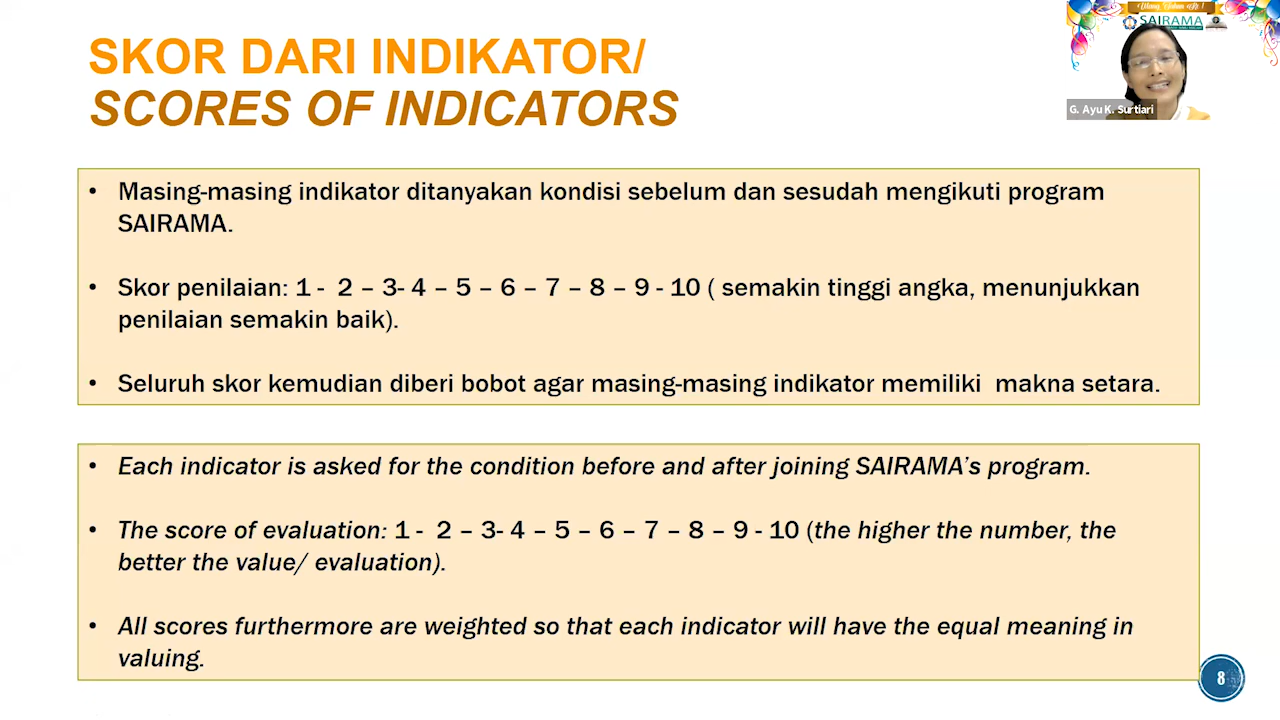 SKOR DARI INDIKATOR/
SCORES OF INDICATORS
SAIRAMA
G. Ayu K. Surtiari
• Masing-masing indikator ditanyakan kondisi sebelum dan sesudah mengikuti program
SAIRAMA.
• Skor penilaian: 1 - 2 – 3- 4 – 5 – 6 – 7 – 8 – 9 - 10 ( semakin tinggi angka, menunjukkan
penilaian semakin baik).
• Seluruh skor kemudian diberi bobot agar masing-masing indikator memiliki makna setara.
• Each indicator is asked for the condition before and after joining SAIRAMA’s program.
• The score of evaluation: 1 - 2 – 3- 4 – 5 – 6 – 7 – 8 – 9 - 10 (the higher the number, the
better the value/ evaluation).
• All scores furthermore are weighted so that each indicator will have the equal meaning in
valuing.
8